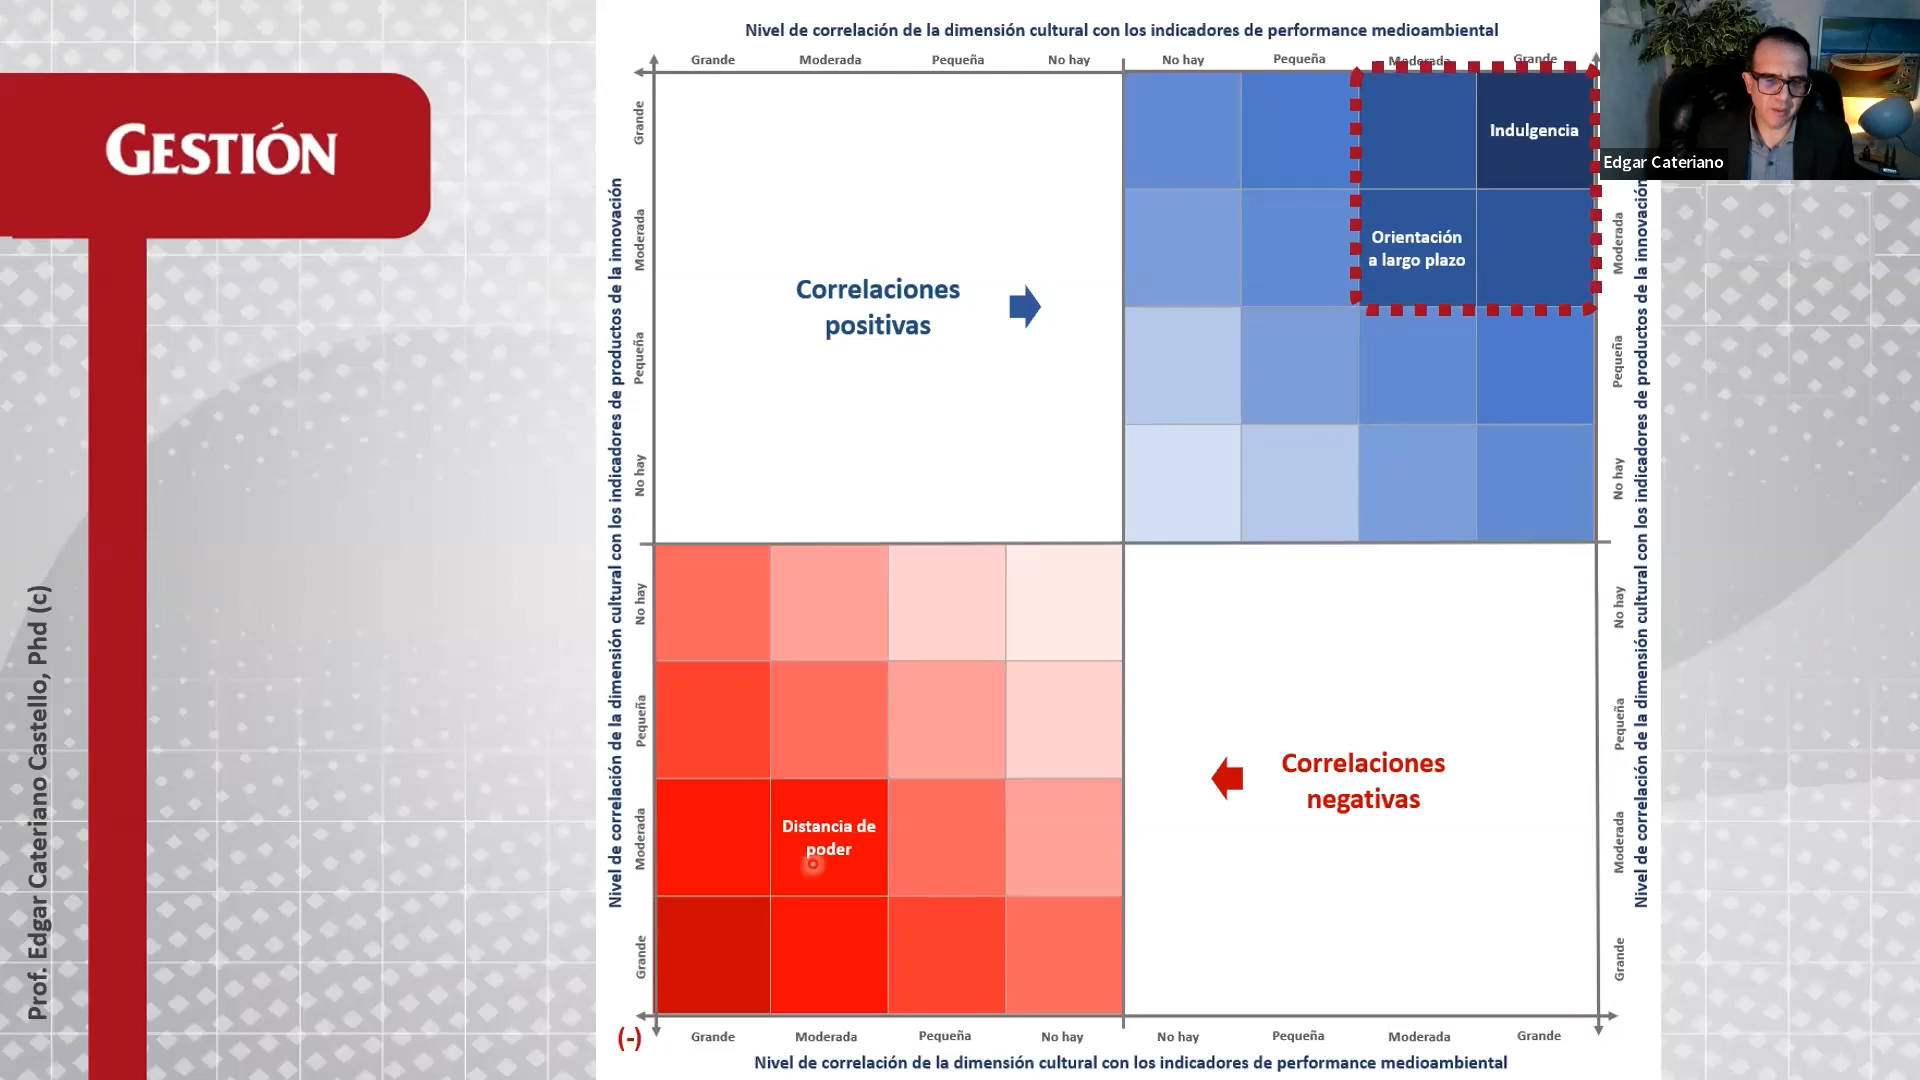 Nivel de correlación de la dimensión cultural con los indicadores de performance medioambiental
Grande
Moderada
Pequeña
No hay
No hay
Pequeña
Moderada
Grande
GESTIÓN
Prof. Edgar Cateriano Castello, Phd (c)
Nivel de correlación de la dimensión cultural con los indicadores de productos de la innovación
Grande
Moderada
Pequeña
No hay
No hay
Pequeña
Moderada
Grande
Correlaciones
positivas
Indulgencia
Orientación
a largo plazo
Edgar Cateriano
Distancia de
poder
Correlaciones
negativas
Moderada
Pequeña
No hay
No hay
Pequeña
Moderada
Grande
Nivel de correlación de la dimensión cultural con los indicadores de productos de la innovación
(-)
Grande
Moderada
Pequeña
No hay
No hay
Pequeña
Moderada
Grande
Nivel de correlación de la dimensión cultural con los indicadores de performance medioambiental